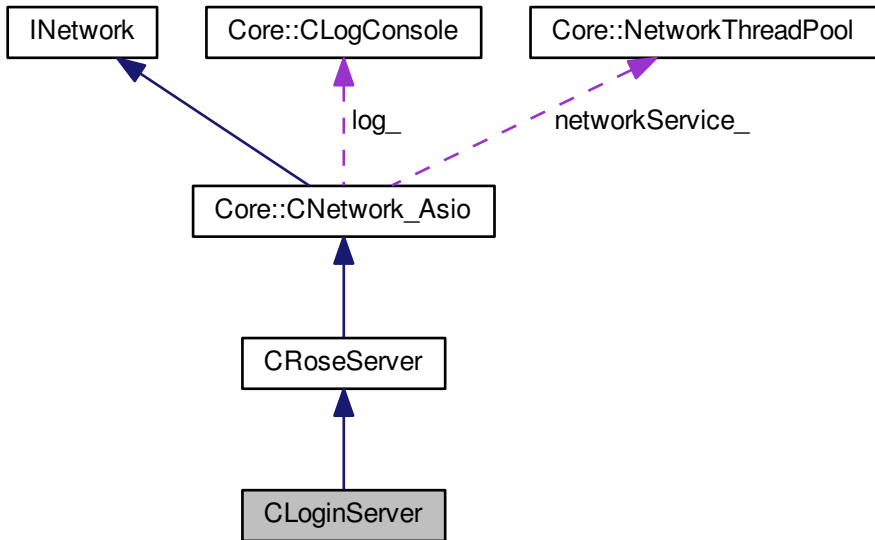 INetwork
Core::CLogConsole
Core::NetworkThreadPool
log_
networkService_
Core::CNetwork_Asio
CRoseServer
CLoginServer